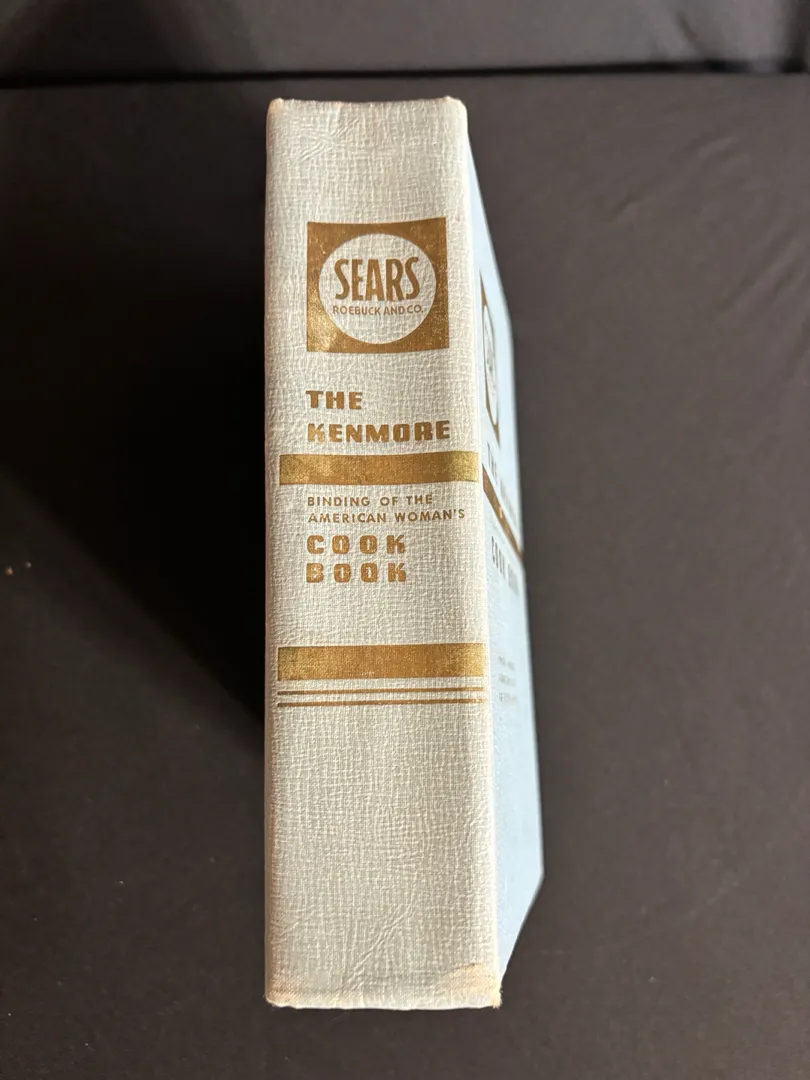 SEARS
ROEBUCK AND CO.
THE
KENMORE
BINDING OF THE
AMERICAN WOMAN'S
COOK
BOOK